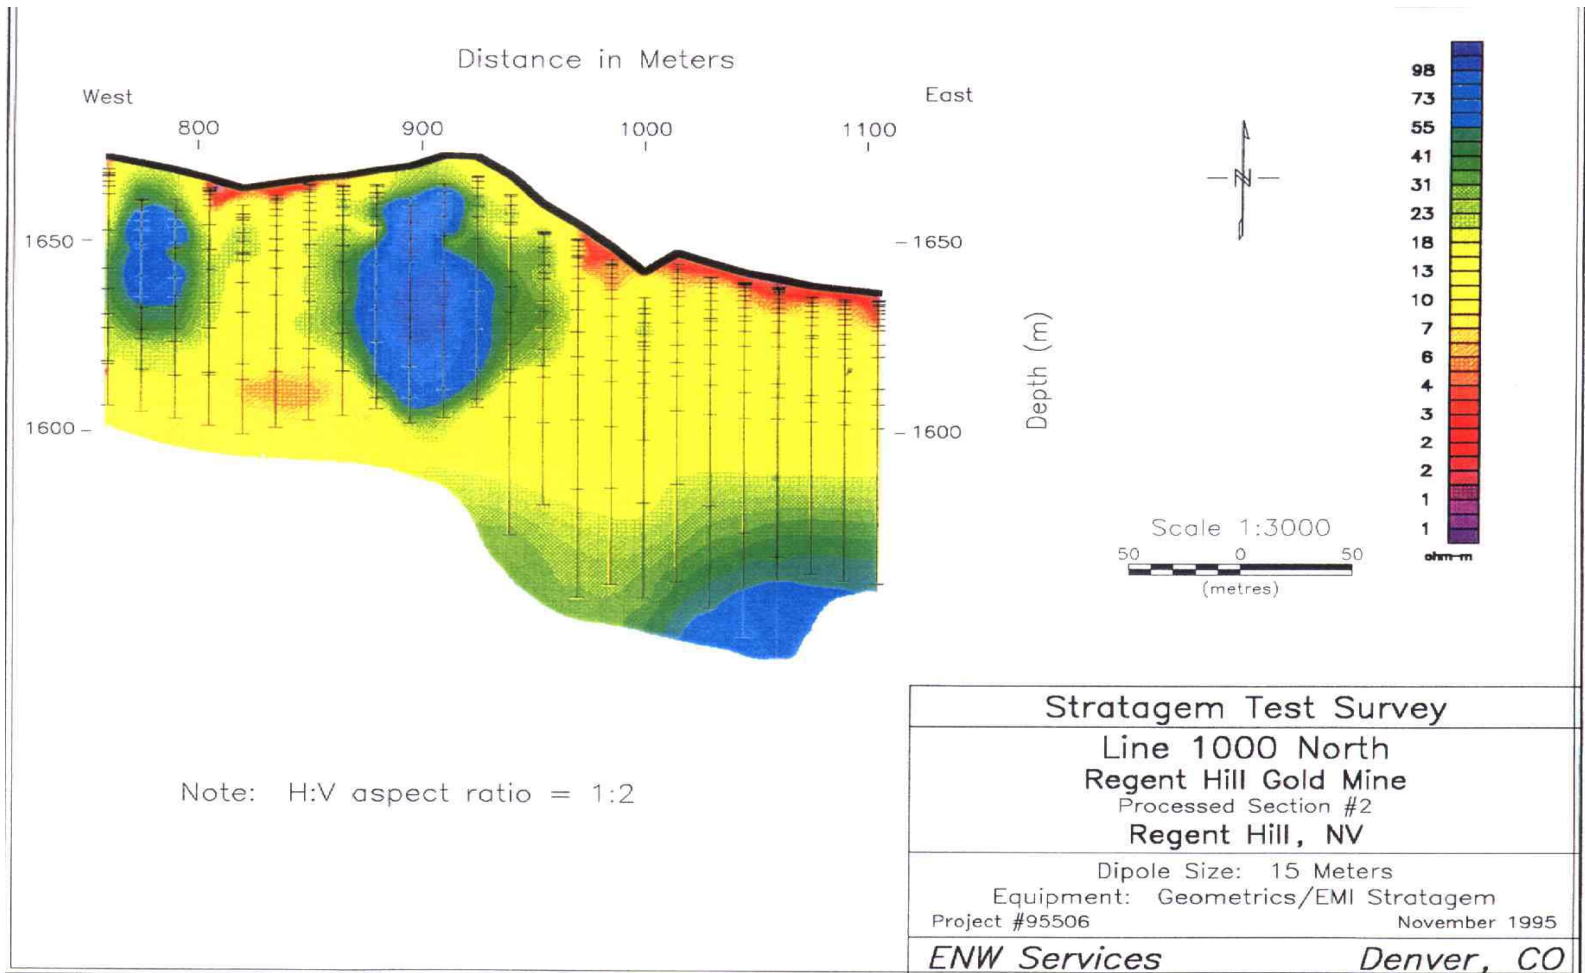 Distance in Meters
West
East
800 900 1000 1100
1650
1650
1600
1600
Depth (m)
N
98
73
55
41
31
23
18
13
10
7
6
4
3
2
2
1
1
ohm-m
Scale 1:3000
50 0 50
(metres)
Note: H:V aspect ratio = 1:2
Stratagem Test Survey
Line 1000 North
Regent Hill Gold Mine
Processed Section #2
Regent Hill, NV
Dipole Size: 15 Meters
Equipment: Geometrics/EMI Stratagem
Project #95506 November 1995
ENW Services Denver, CO